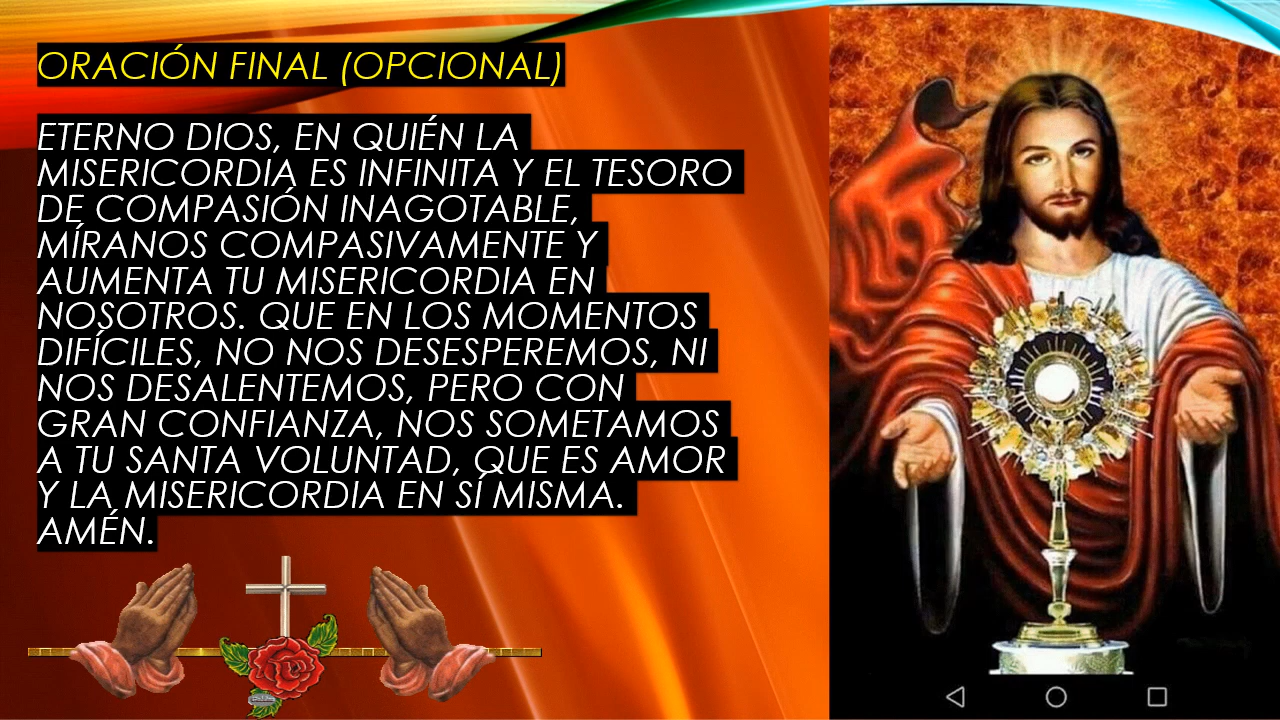 ORACIÓN FINAL (OPCIONAL)
ETERNO DIOS, EN QUIÉN LA
MISERICORDIA ES INFINITA Y EL TESORO
DE COMPASIÓN INAGOTABLE,
MÍRANOS COMPASIVAMENTE Y
AUMENTA TU MISERICORDIA EN
NOSOTROS. QUE EN LOS MOMENTOS
DIFÍCILES, NO NOS DESESPEREMOS, NI
NOS DESALENTEMOS, PERO CON
GRAN CONFIANZA, NOS SOMETAMOS
A TU SANTA VOLUNTAD, QUE ES AMOR
Y LA MISERICORDIA EN SÍ MISMA.
AMÉN.